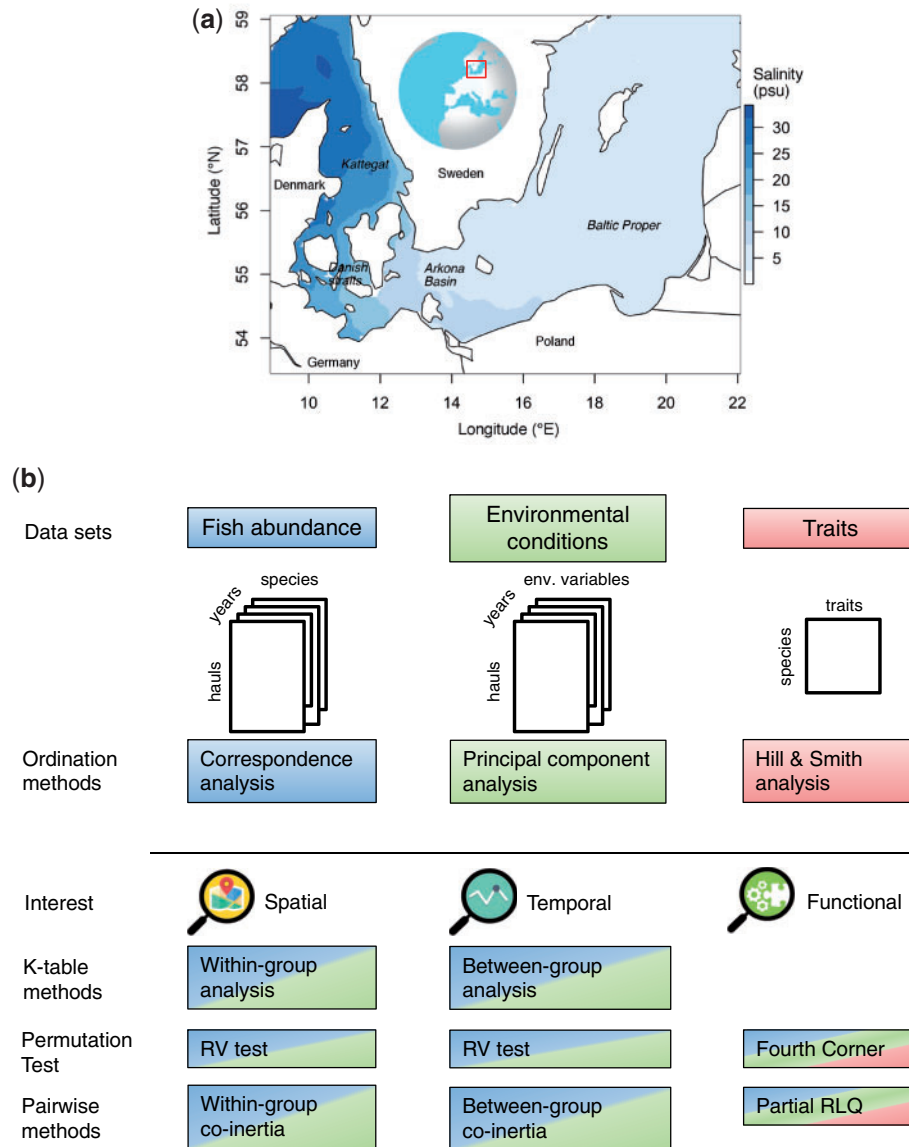 (a)
59
58
57
56
55
54
Latitude (°N)
Kattegat
Denmark
Sweden
Baltic Proper
Danish
straits
Arkona
Basin
Poland
Germany
10 12 14 16 18 20 22
Longitude (°E)
Salinity
(psu)
30
25
20
15
10
5
(b)
Data sets
Fish abundance
Environmental
conditions
Traits
species
years
hauls
env. variables
years
hauls
traits
species
Ordination
methods
Correspondence
analysis
Principal component
analysis
Hill & Smith
analysis
Interest
Spatial
Temporal
Functional
K-table
methods
Within-group
analysis
Between-group
analysis
Permutation
Test
RV test
RV test
Fourth Corner
Pairwise
methods
Within-group
co-inertia
Between-group
co-inertia
Partial RLQ